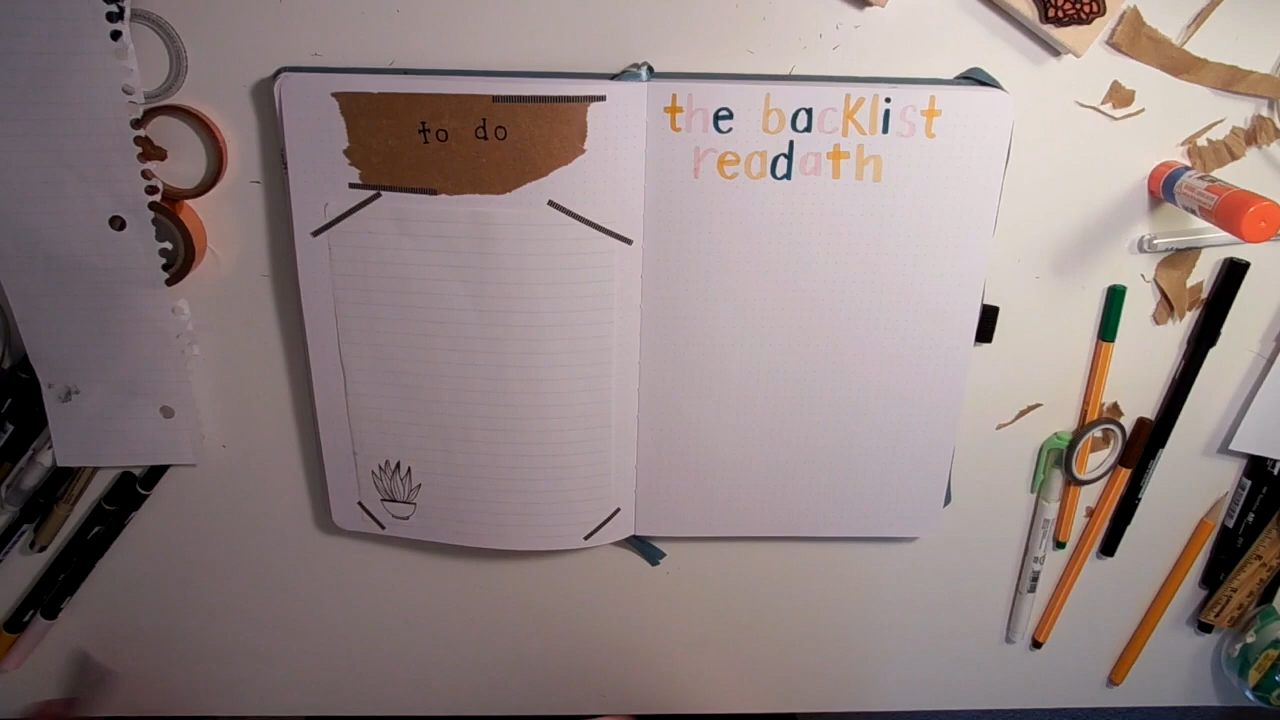 to do
the backlist
readath